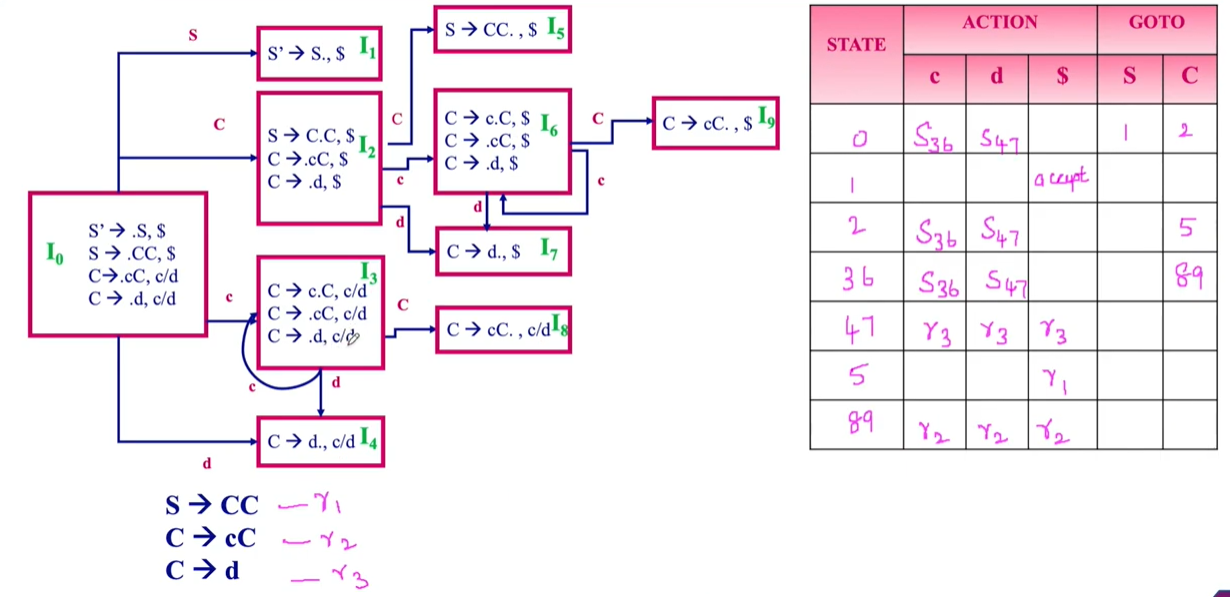 S
S' → S., $ I1
C
S → C.C, $ I2
C → .cC, $
C → .d, $
C
S → CC. , $ I5
c
C → c.C, $ I6
C → .cC, $
C → .d, $
C
c
C → cC. , $ I9
d
d
C → d., $ I7
I0
S' → .S, $
S → .CC, $
C→.cC, c/d
C → .d, c/d
c
C → c.C, c/d I3
C → .cC, c/d
C → .d, c/d
C
C → cC. , c/d I8
c
d
C → d., c/d I4
d
S → CC — r1
C → cC — r2
C → d — r3
STATE ACTION GOTO
c d $ S C
0 S36 S47 1 2
1 accept
2 S36 S47 5
36 S36 S47 89
47 r3 r3 r3
5 r1
89 r2 r2 r2